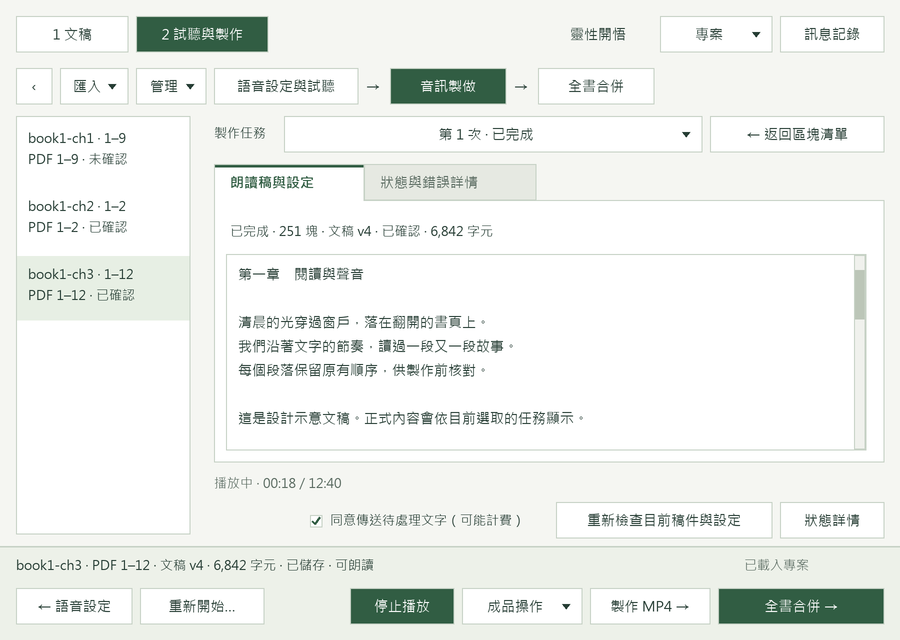 1 文稿
2 試聽與製作
靈性開悟
專案 ▼
訊息記錄
‹
匯入 ▼
管理 ▼
語音設定與試聽
→
音訊製做
→
全書合併
book1-ch1 · 1–9
PDF 1–9 · 未確認
book1-ch2 · 1–2
PDF 1–2 · 已確認
book1-ch3 · 1–12
PDF 1–12 · 已確認
製作任務
第 1 次 · 已完成 ▼
← 返回區塊清單
朗讀稿與設定
狀態與錯誤詳情
已完成 · 251 塊 · 文稿 v4 · 已確認 · 6,842 字元
第一章　閱讀與聲音
清晨的光穿過窗戶，落在翻開的書頁上。
我們沿著文字的節奏，讀過一段又一段故事。
每個段落保留原有順序，供製作前核對。
這是設計示意文稿。正式內容會依目前選取的任務顯示。
播放中 · 00:18 / 12:40
同意傳送待處理文字（可能計費）
重新檢查目前稿件與設定
狀態詳情
book1-ch3 · PDF 1–12 · 文稿 v4 · 6,842 字元 · 已儲存 · 可朗讀
已載入專案
← 語音設定
重新開始...
停止播放
成品操作 ▼
製作 MP4 →
全書合併 →